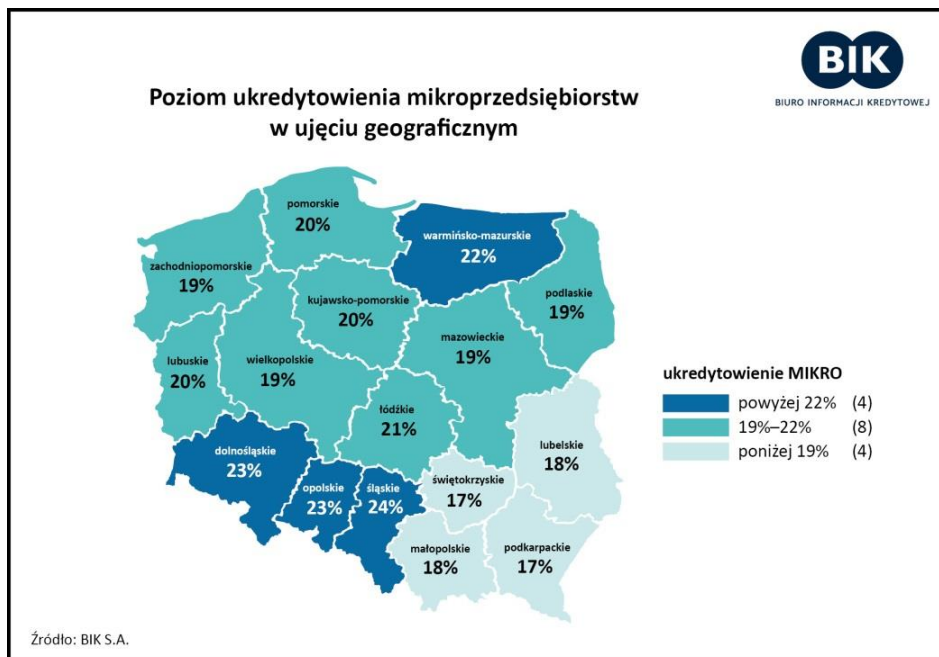 BIK
BIURO INFORMACJI KREDYTOWEJ
Poziom ukredytowienia mikroprzedsiębiorstw
w ujęciu geograficznym
pomorskie
20%
warmińsko-mazurskie
22%
zachodniopomorskie
19%
kujawsko-pomorskie
20%
podlaskie
19%
mazowieckie
19%
lubuskie
20%
wielkopolskie
19%
łódzkie
21%
ukredytowienie MIKRO
powyżej 22% (4)
19%–22% (8)
poniżej 19% (4)
dolnośląskie
23%
opolskie
23%
śląskie
24%
świętokrzyskie
17%
lubelskie
18%
małopolskie
18%
podkarpackie
17%
Źródło: BIK S.A.